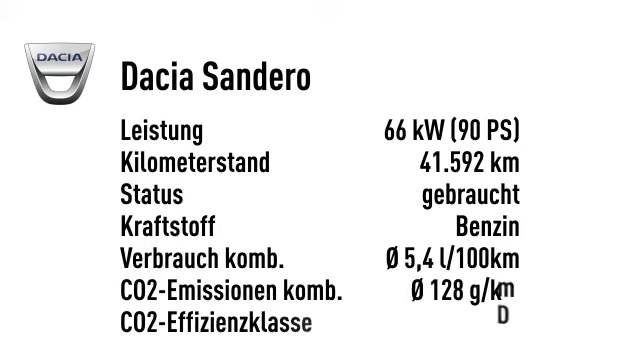 DACIA
Dacia Sandero
Leistung 66 kW (90 PS)
Kilometerstand 41.592 km
Status gebraucht
Kraftstoff Benzin
Verbrauch komb. Ø 5,4 l/100km
CO2-Emissionen komb. Ø 128 g/km
CO2-Effizienzklasse D